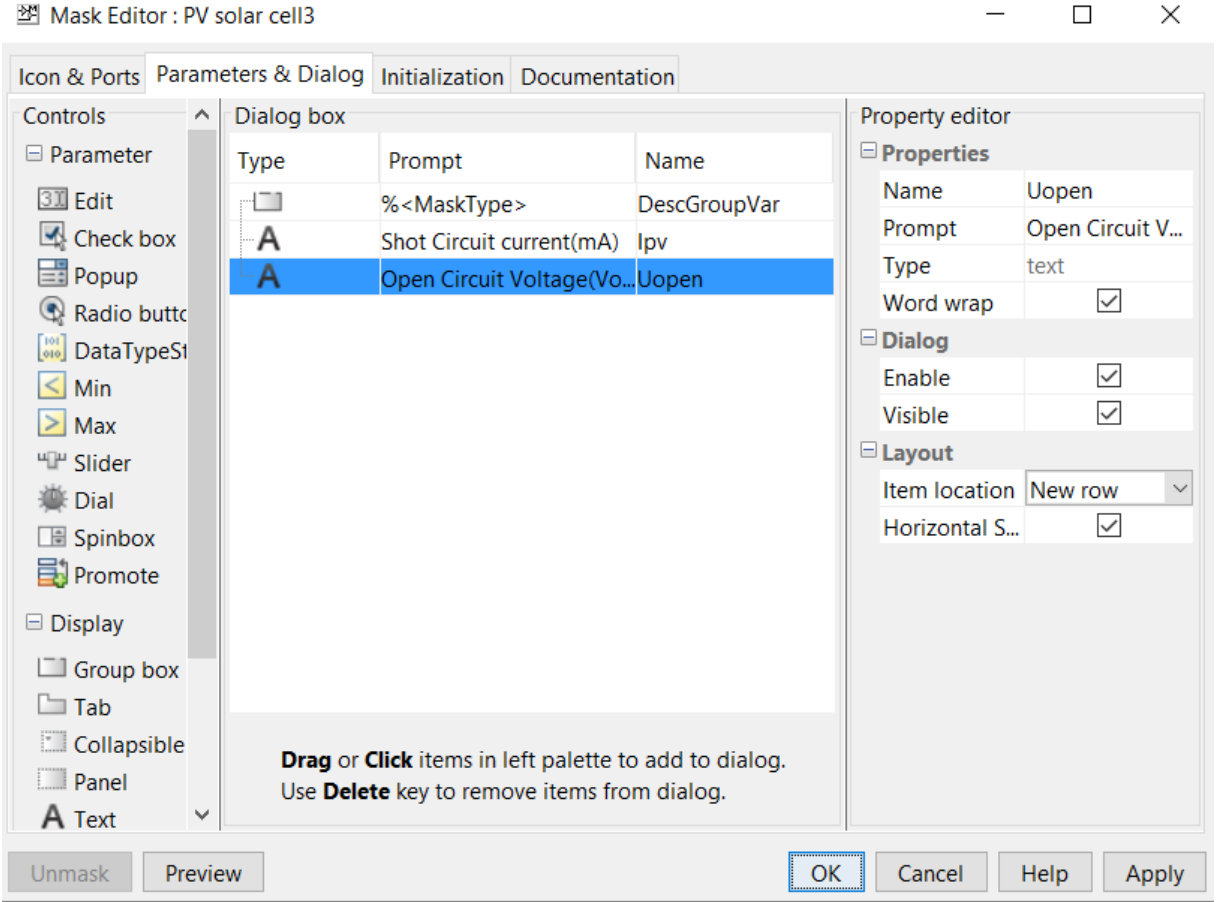 Mask Editor : PV solar cell3
Icon & Ports Parameters & Dialog Initialization Documentation
Controls
Parameter
Edit
Check box
Popup
Radio butto
DataTypeSt
Min
Max
Slider
Dial
Spinbox
Promote
Display
Group box
Tab
Collapsible
Panel
A Text
Dialog box
Type Prompt Name
%<MaskType> DescGroupVar
A Shot Circuit current(mA) Ipv
A Open Circuit Voltage(Vo... Uopen
Drag or Click items in left palette to add to dialog.
Use Delete key to remove items from dialog.
Property editor
Properties
Name Uopen
Prompt Open Circuit V...
Type text
Word wrap
Dialog
Enable
Visible
Layout
Item location New row
Horizontal S...
Unmask Preview OK Cancel Help Apply